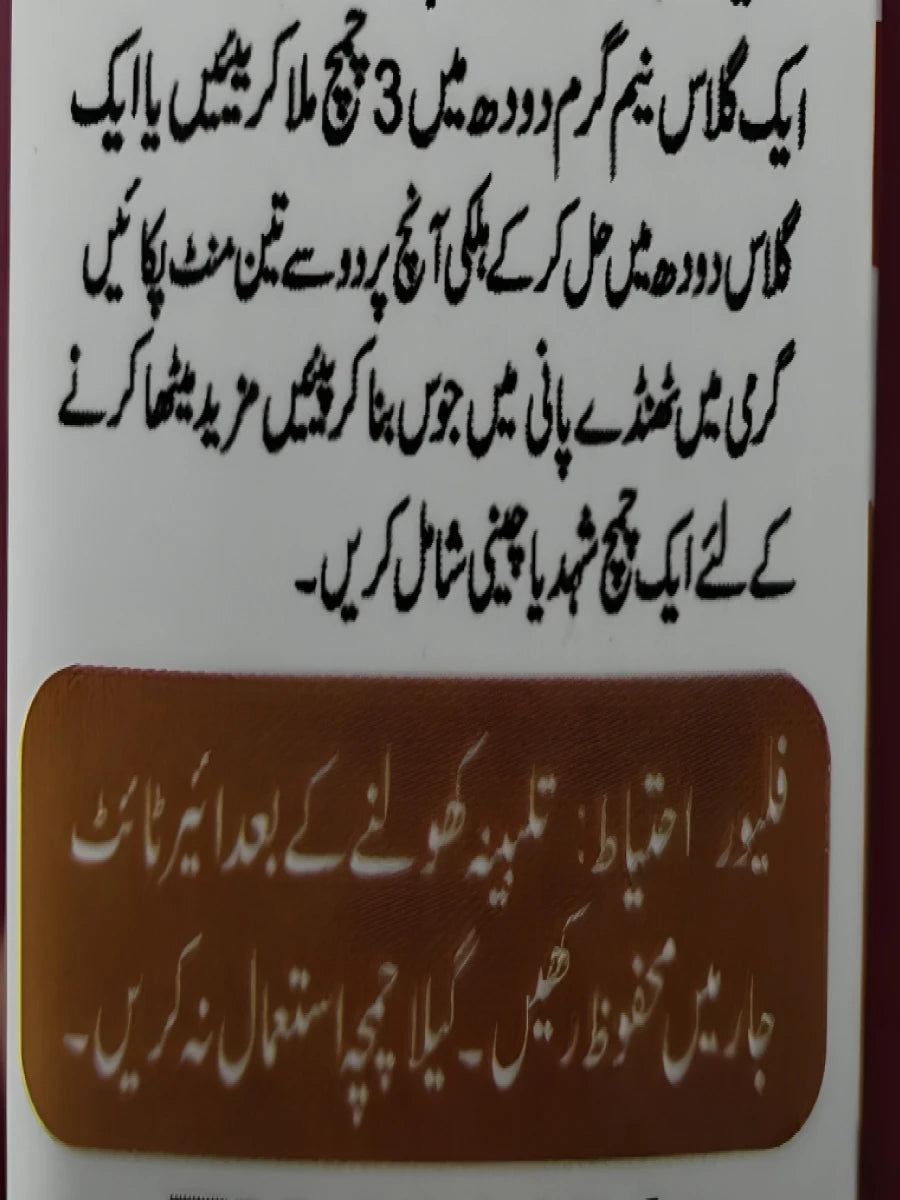 ایک گلاس نیم گرم دودھ میں 3 چمچ ملا کر پیئیں یا ایک
گلاس دودھ میں حل کر کے ہلکی آنچ پر دو سے تین منٹ پکائیں
گرمی میں ٹھنڈے پانی میں جوس بنا کر پیئیں مزید میٹھا کرنے
کے لئے ایک چمچ شہد یا چینی شامل کریں۔
فلیور احتیاط: تلبینہ کھولنے کے بعد ائیر ٹائٹ
جار میں محفوظ رکھیں۔ گیلا چمچہ استعمال نہ کریں۔